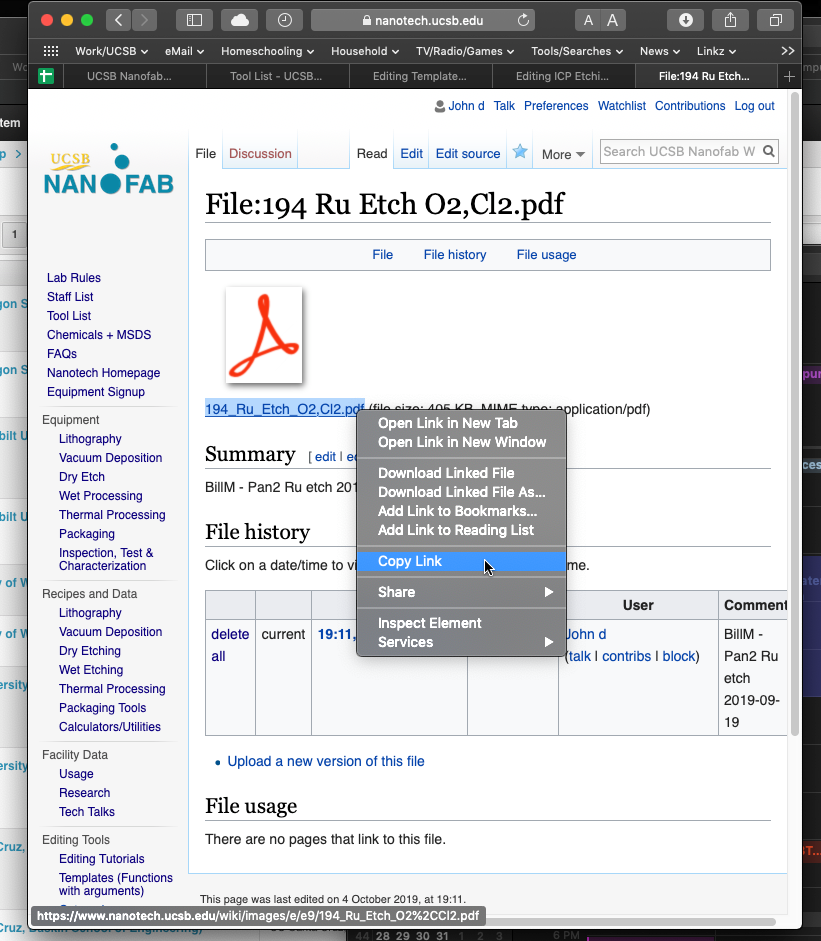 nanotech.ucsb.edu
A A
Work/UCSB eMail Homeschooling Household TV/Radio/Games Tools/Searches News Linkz >>
UCSB Nanofab... Tool List - UCSB... Editing Template... Editing ICP Etchi... File:194 Ru Etch... +
John d Talk Preferences Watchlist Contributions Log out
UCSB
NANOFAB
File Discussion Read Edit Edit source More Search UCSB Nanofab W
File:194 Ru Etch O2,Cl2.pdf
File File history File usage
Lab Rules
Staff List
Tool List
Chemicals + MSDS
FAQs
Nanotech Homepage
Equipment Signup
Equipment
Lithography
Vacuum Deposition
Dry Etch
Wet Processing
Thermal Processing
Packaging
Inspection, Test &
Characterization
Recipes and Data
Lithography
Vacuum Deposition
Dry Etching
Wet Etching
Thermal Processing
Packaging Tools
Calculators/Utilities
Facility Data
Usage
Research
Tech Talks
Editing Tools
Editing Tutorials
Templates (Functions
with arguments)
194_Ru_Etch_O2,Cl2.pdf (file size: 405 KB, MIME type: application/pdf)
Summary [ edit |
BillM - Pan2 Ru etch 201
File history
Click on a date/time to vi me.
User Comment
delete current 19:11, John d BillM -
all (talk | contribs | block) Pan2 Ru
etch
2019-09-
19
Upload a new version of this file
File usage
There are no pages that link to this file.
This page was last edited on 4 October 2019, at 19:11.
Open Link in New Tab
Open Link in New Window
Download Linked File
Download Linked File As...
Add Link to Bookmarks...
Add Link to Reading List
Copy Link
Share
Inspect Element
Services
https://www.nanotech.ucsb.edu/wiki/images/e/e9/194_Ru_Etch_O2%2CCl2.pdf
44 28 29 30 31 1 2 3 6 PM